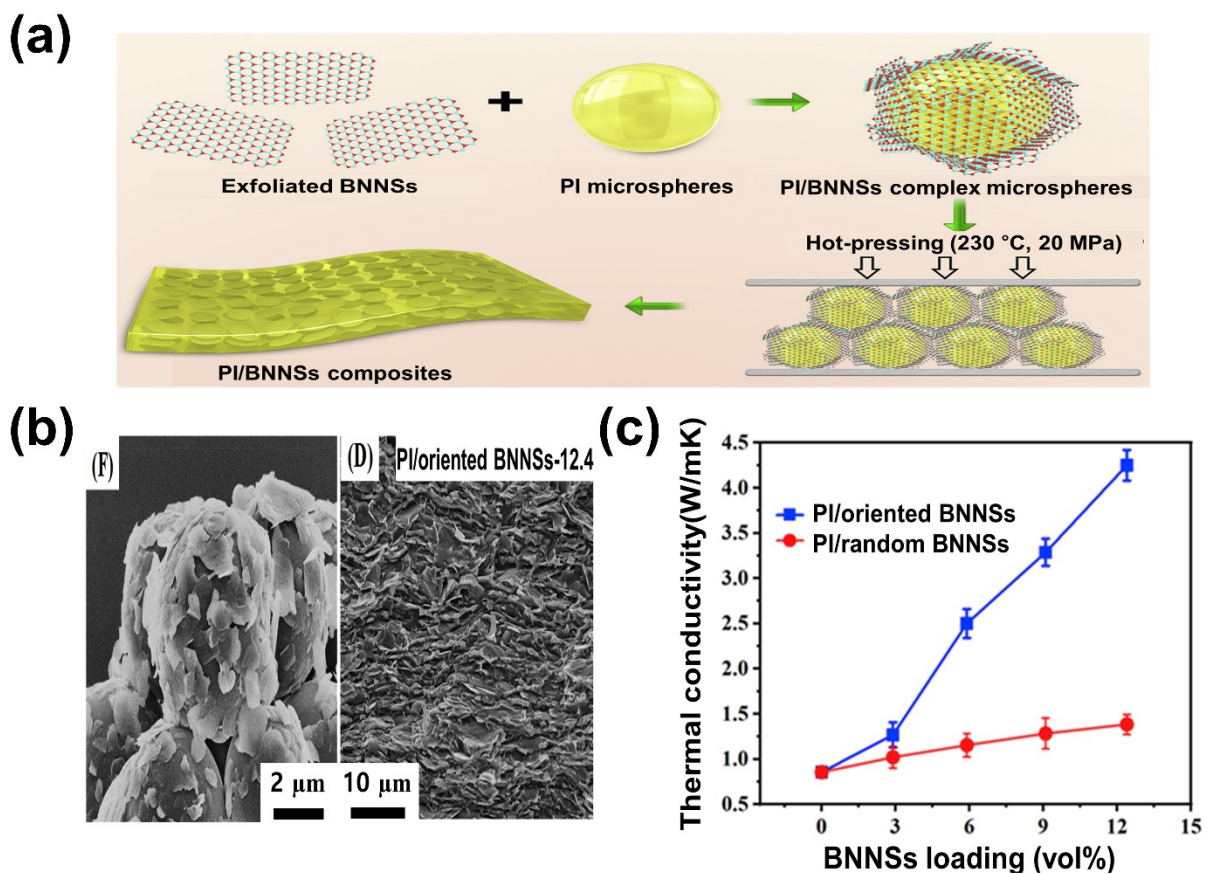 (a)
+
Exfoliated BNNSs
PI microspheres
PI/BNNSs complex microspheres
Hot-pressing (230 °C, 20 MPa)
PI/BNNSs composites
(b)
(F)
(D)
PI/oriented BNNSs-12.4
2 µm
10 µm
(c)
Thermal conductivity(W/mK)
4.5
4.0
3.5
3.0
2.5
2.0
1.5
1.0
0.5
PI/oriented BNNSs
PI/random BNNSs
0 3 6 9 12 15
BNNSs loading (vol%)